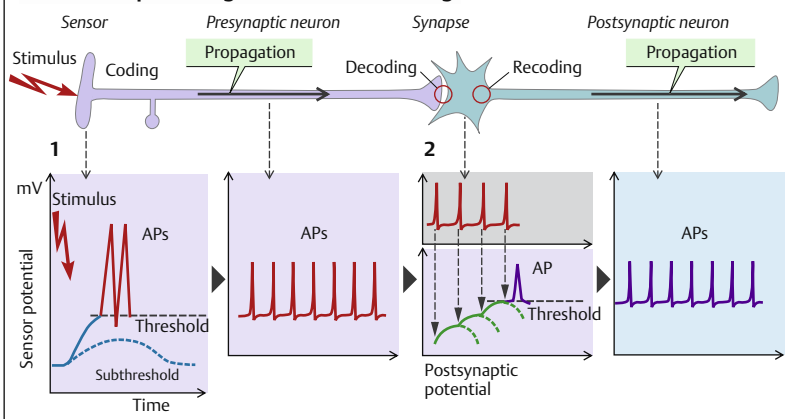 Sensor
Presynaptic neuron
Synapse
Postsynaptic neuron
Stimulus
Coding
Propagation
Decoding
Recoding
Propagation
1
2
mV
Stimulus
APs
Threshold
Subthreshold
Sensor potential
Time
APs
AP
Threshold
Postsynaptic
potential
APs